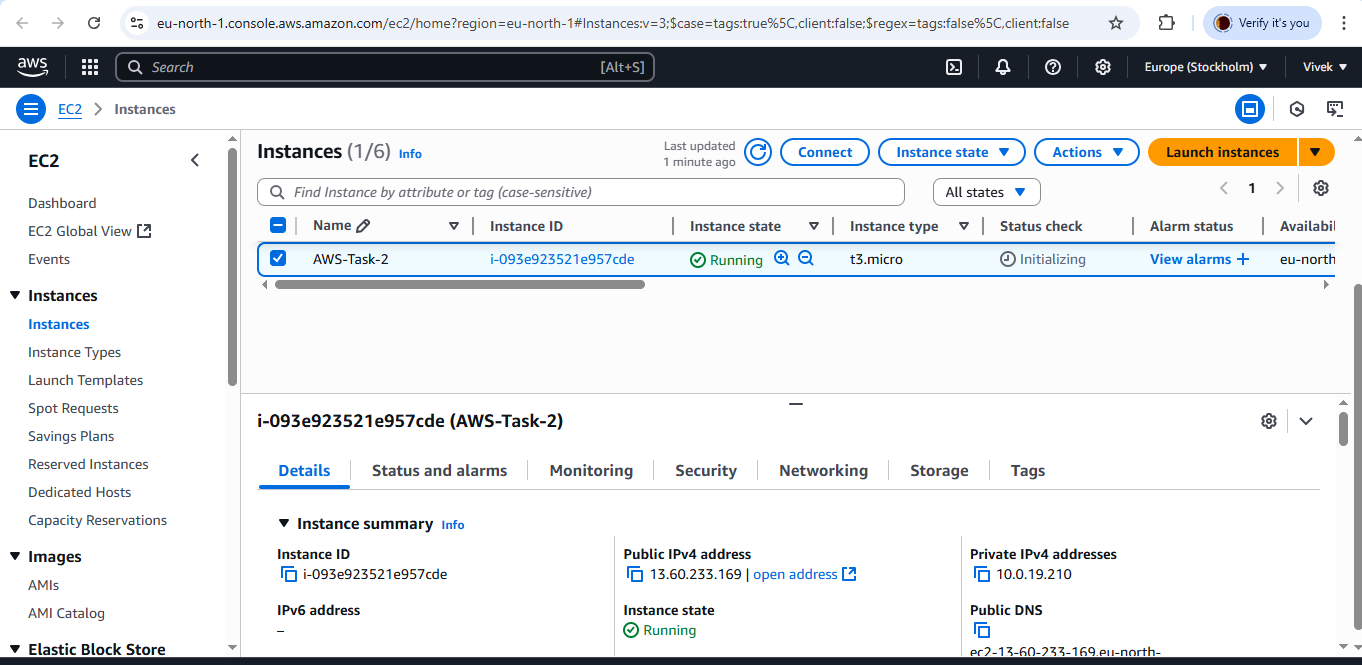 eu-north-1.console.aws.amazon.com/ec2/home?region=eu-north-1#Instances:v=3;$case=tags:true%5C,client:false;$regex=tags:false%5C,client:false
Verify it's you
aws
Search [Alt+S]
Europe (Stockholm)
Vivek
EC2 Instances
EC2
Dashboard
EC2 Global View
Events
Instances
Instances
Instance Types
Launch Templates
Spot Requests
Savings Plans
Reserved Instances
Dedicated Hosts
Capacity Reservations
Images
AMIs
AMI Catalog
Elastic Block Store
Instances (1/6) Info
Last updated
1 minute ago
Connect
Instance state
Actions
Launch instances
Find Instance by attribute or tag (case-sensitive)
All states
1
Name Instance ID Instance state Instance type Status check Alarm status Availabil
AWS-Task-2 i-093e923521e957cde Running t3.micro Initializing View alarms + eu-north
i-093e923521e957cde (AWS-Task-2)
Details Status and alarms Monitoring Security Networking Storage Tags
Instance summary Info
Instance ID
i-093e923521e957cde
Public IPv4 address
13.60.233.169 | open address
Private IPv4 addresses
10.0.19.210
IPv6 address
–
Instance state
Running
Public DNS
ec2-13-60-233-169.eu-north-